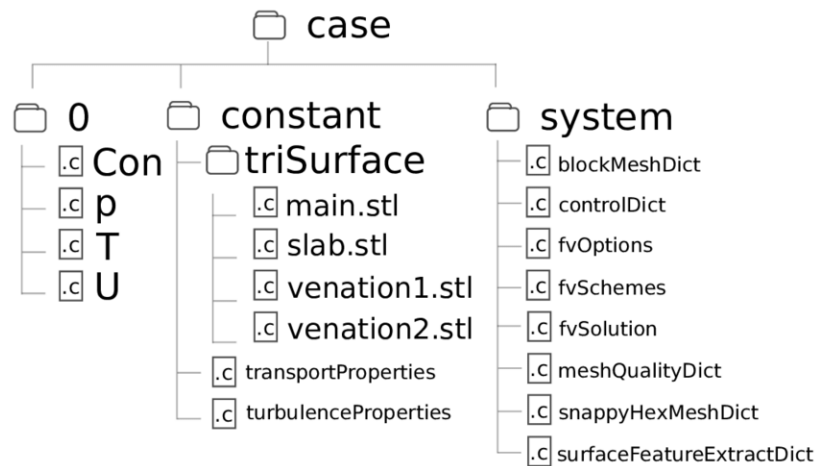 case
0
.c Con
.c p
.c T
.c U
constant
triSurface
.c main.stl
.c slab.stl
.c venation1.stl
.c venation2.stl
.c transportProperties
.c turbulenceProperties
system
.c blockMeshDict
.c controlDict
.c fvOptions
.c fvSchemes
.c fvSolution
.c meshQualityDict
.c snappyHexMeshDict
.c surfaceFeatureExtractDict